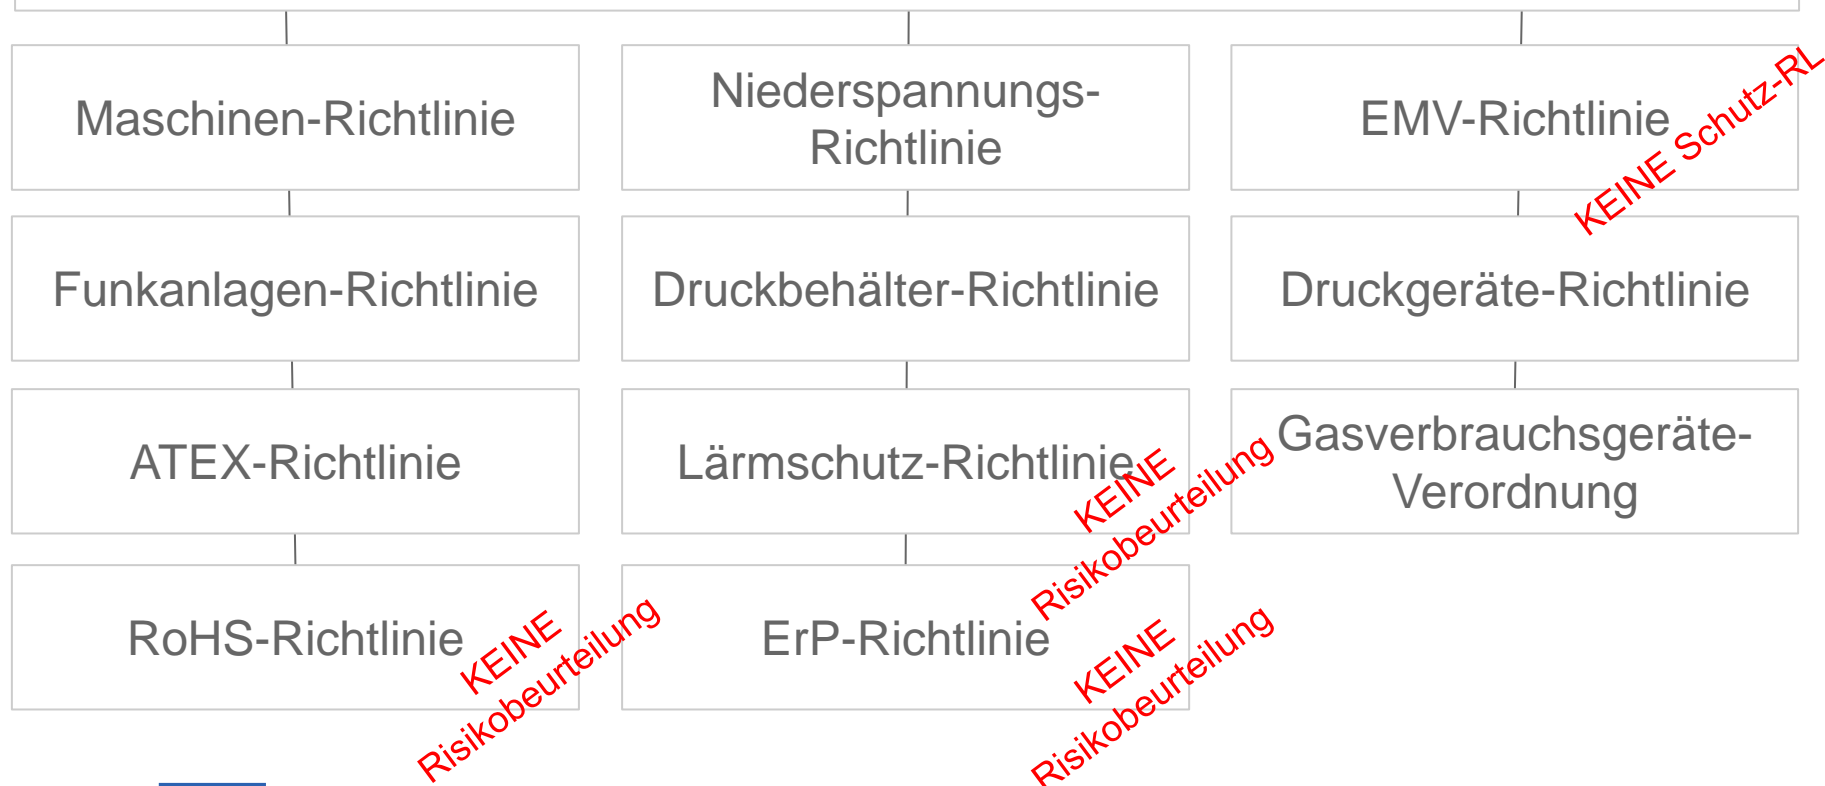 Maschinen-Richtlinie
Niederspannungs-
Richtlinie
EMV-Richtlinie
KEINE Schutz-RL
Funkanlagen-Richtlinie
Druckbehälter-Richtlinie
Druckgeräte-Richtlinie
ATEX-Richtlinie
Lärmschutz-Richtlinie
KEINE
Risikobeurteilung
Gasverbrauchsgeräte-
Verordnung
RoHS-Richtlinie
KEINE
Risikobeurteilung
ErP-Richtlinie
KEINE
Risikobeurteilung